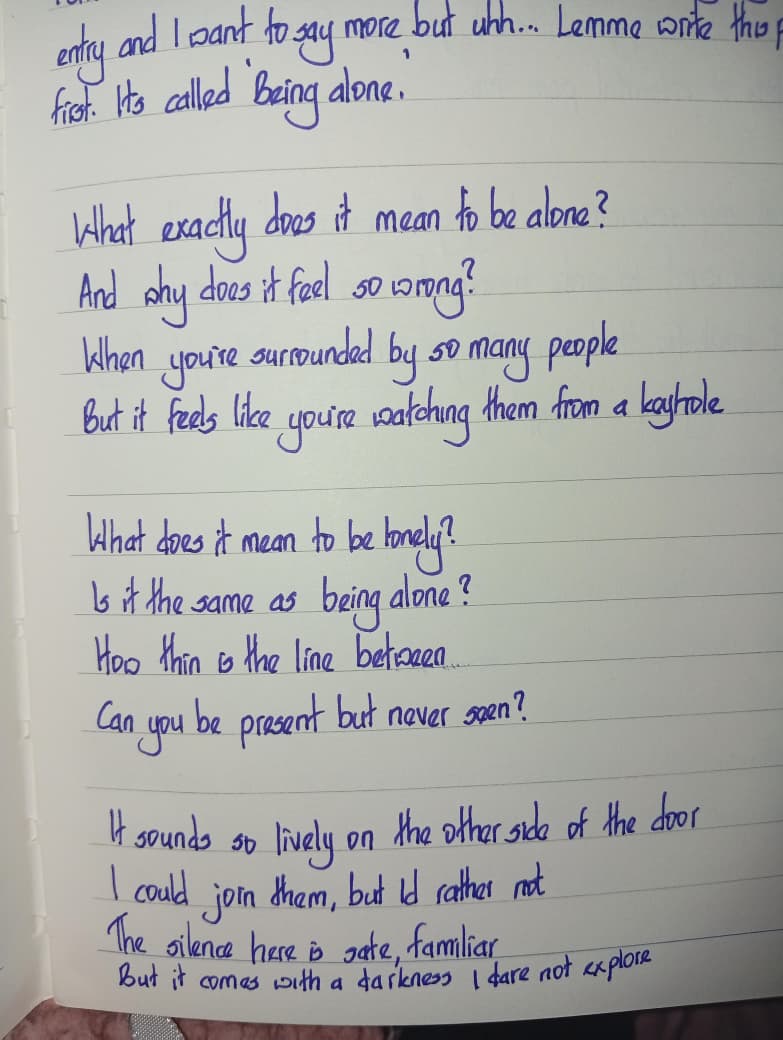 entry and I want to say more but uhh... Lemme write this
first. Its called 'Being alone.'
What exactly does it mean to be alone?
And why does it feel so wrong?
When you're surrounded by so many people
But it feels like you're watching them from a keyhole
What does it mean to be lonely?
Is it the same as being alone?
How thin is the line between...
Can you be present but never seen?
It sounds so lively on the other side of the door
I could join them, but Id rather not
The silence here is safe, familiar
But it comes with a darkness I dare not explore